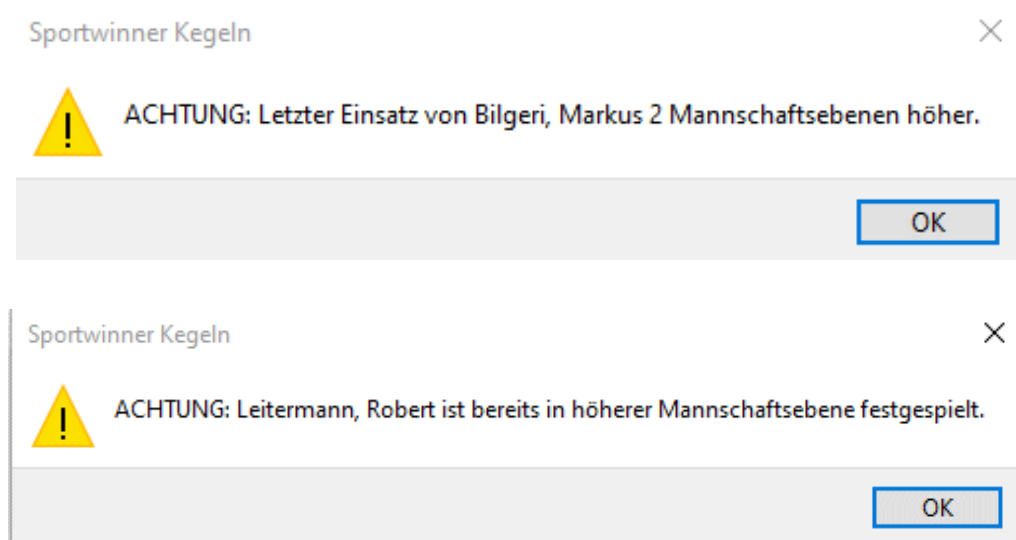 Sportwinner Kegeln
ACHTUNG: Letzter Einsatz von Bilgeri, Markus 2 Mannschaftsebenen höher.
OK
Sportwinner Kegeln
ACHTUNG: Leitermann, Robert ist bereits in höherer Mannschaftsebene festgespielt.
OK